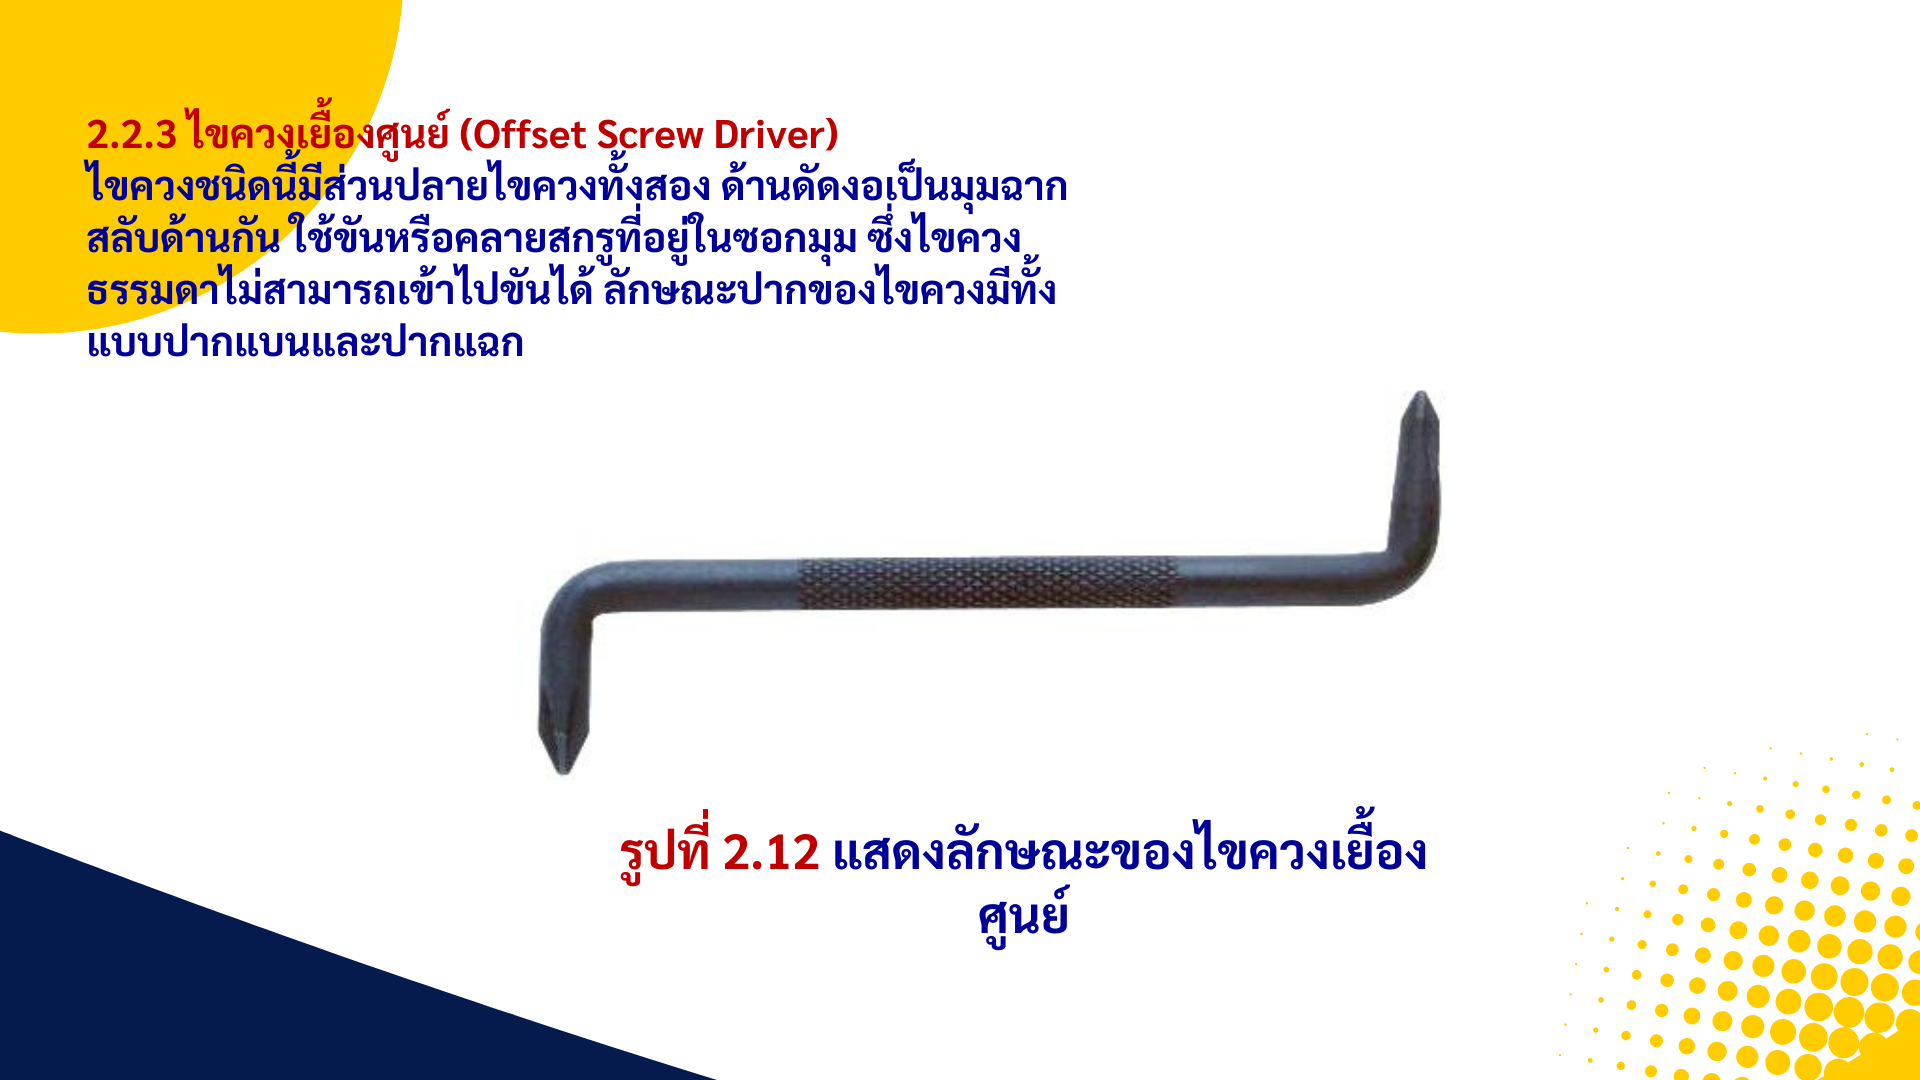 2.2.3 ไขควงเยื้องศูนย์ (Offset Screw Driver)
ไขควงชนิดนี้มีส่วนปลายไขควงทั้งสอง ด้านดัดงอเป็นมุมฉาก
สลับด้านกัน ใช้ขันหรือคลายสกรูที่อยู่ในซอกมุม ซึ่งไขควง
ธรรมดาไม่สามารถเข้าไปขันได้ ลักษณะปากของไขควงมีทั้ง
แบบปากแบนและปากแฉก
รูปที่ 2.12 แสดงลักษณะของไขควงเยื้อง
ศูนย์